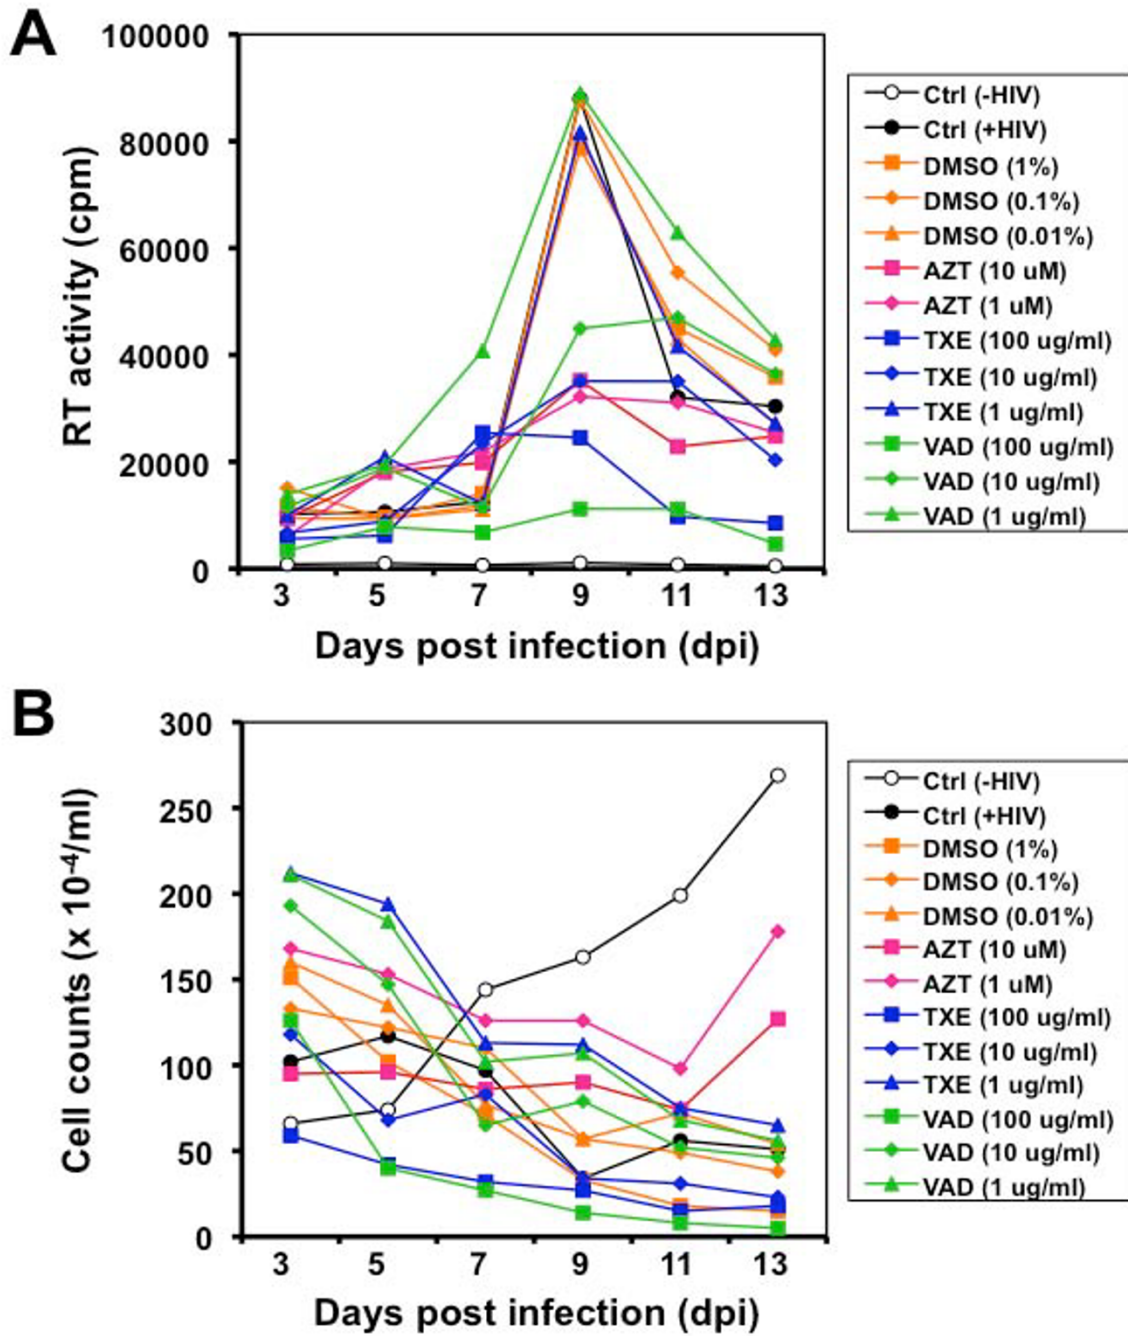 A
100000
80000
60000
40000
20000
0
RT activity (cpm)
3 5 7 9 11 13
Days post infection (dpi)
Ctrl (-HIV)
Ctrl (+HIV)
DMSO (1%)
DMSO (0.1%)
DMSO (0.01%)
AZT (10 uM)
AZT (1 uM)
TXE (100 ug/ml)
TXE (10 ug/ml)
TXE (1 ug/ml)
VAD (100 ug/ml)
VAD (10 ug/ml)
VAD (1 ug/ml)
B
300
250
200
150
100
50
0
Cell counts (x 10⁻⁴/ml)
3 5 7 9 11 13
Days post infection (dpi)
Ctrl (-HIV)
Ctrl (+HIV)
DMSO (1%)
DMSO (0.1%)
DMSO (0.01%)
AZT (10 uM)
AZT (1 uM)
TXE (100 ug/ml)
TXE (10 ug/ml)
TXE (1 ug/ml)
VAD (100 ug/ml)
VAD (10 ug/ml)
VAD (1 ug/ml)